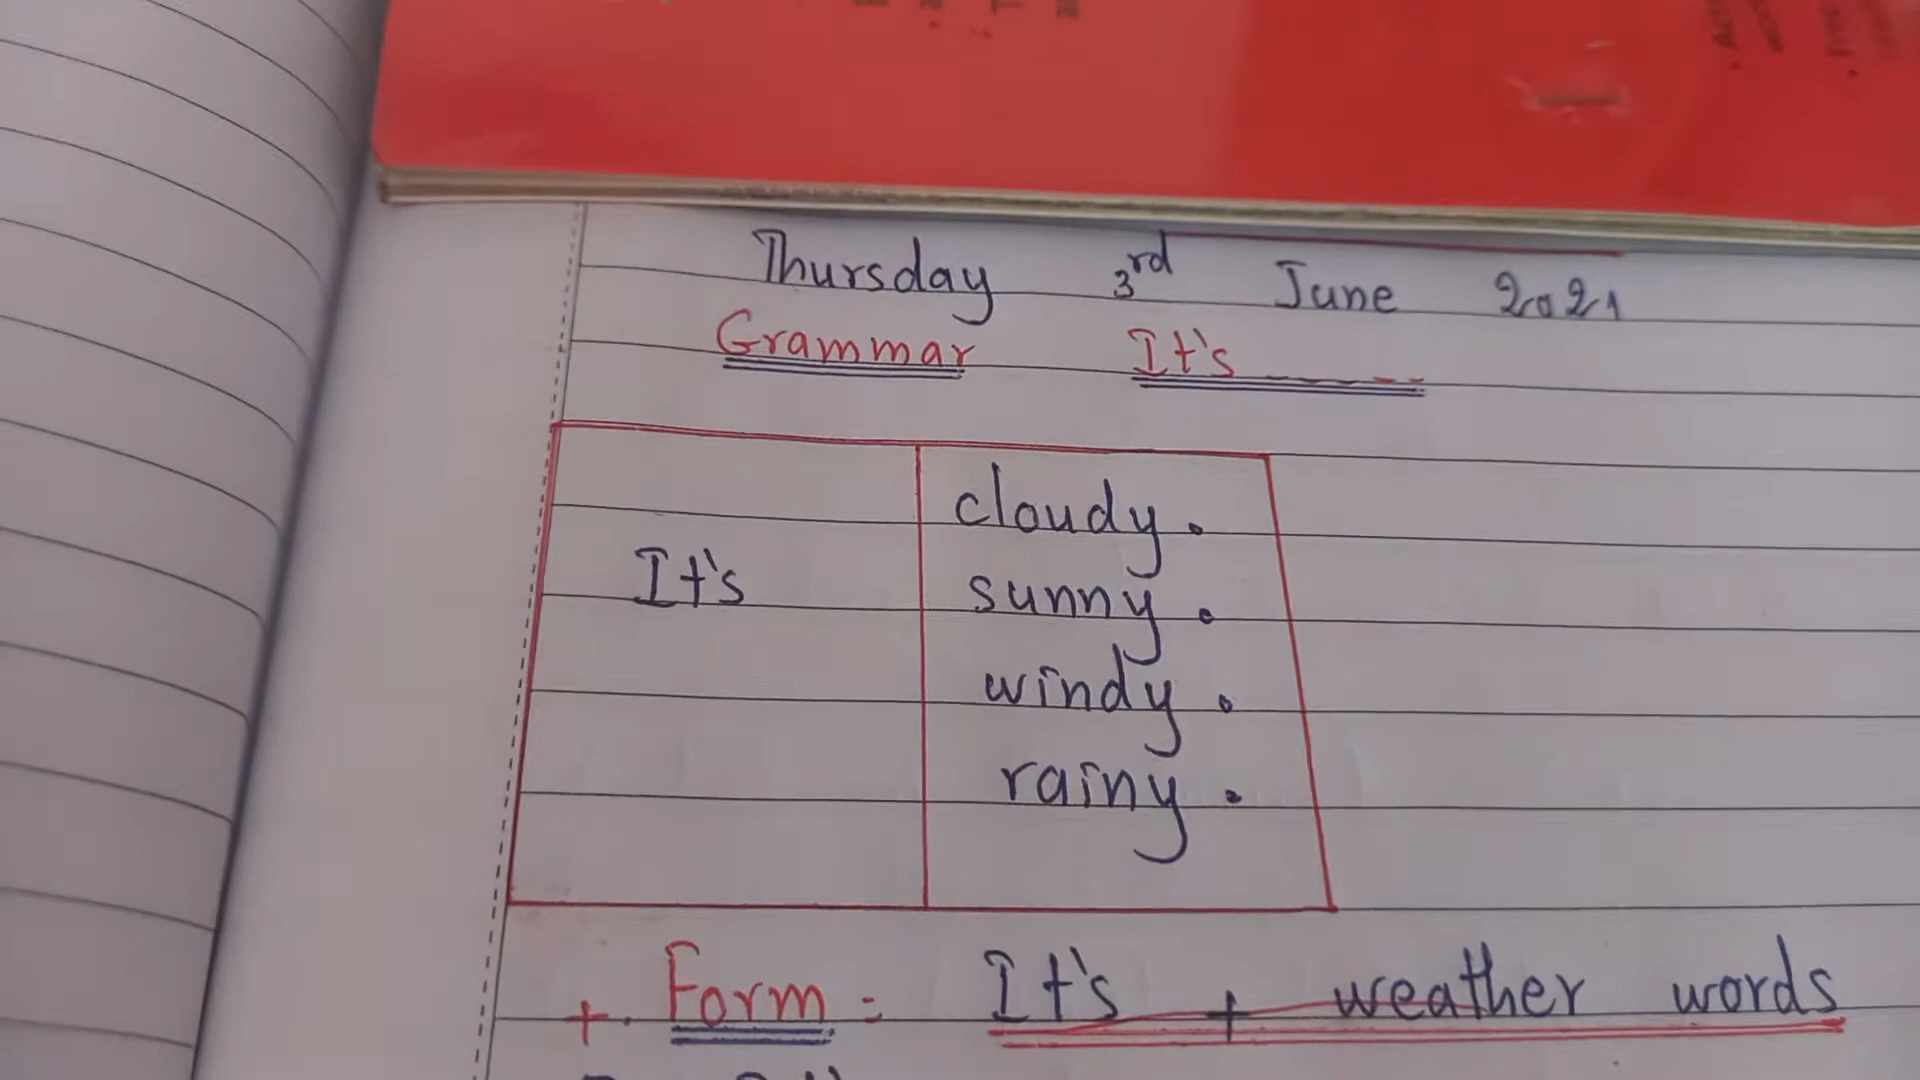 Thursday 3rd June 2021
Grammar It's -----
cloudy.
It's
sunny.
windy.
rainy.
+. Form: It's + weather words